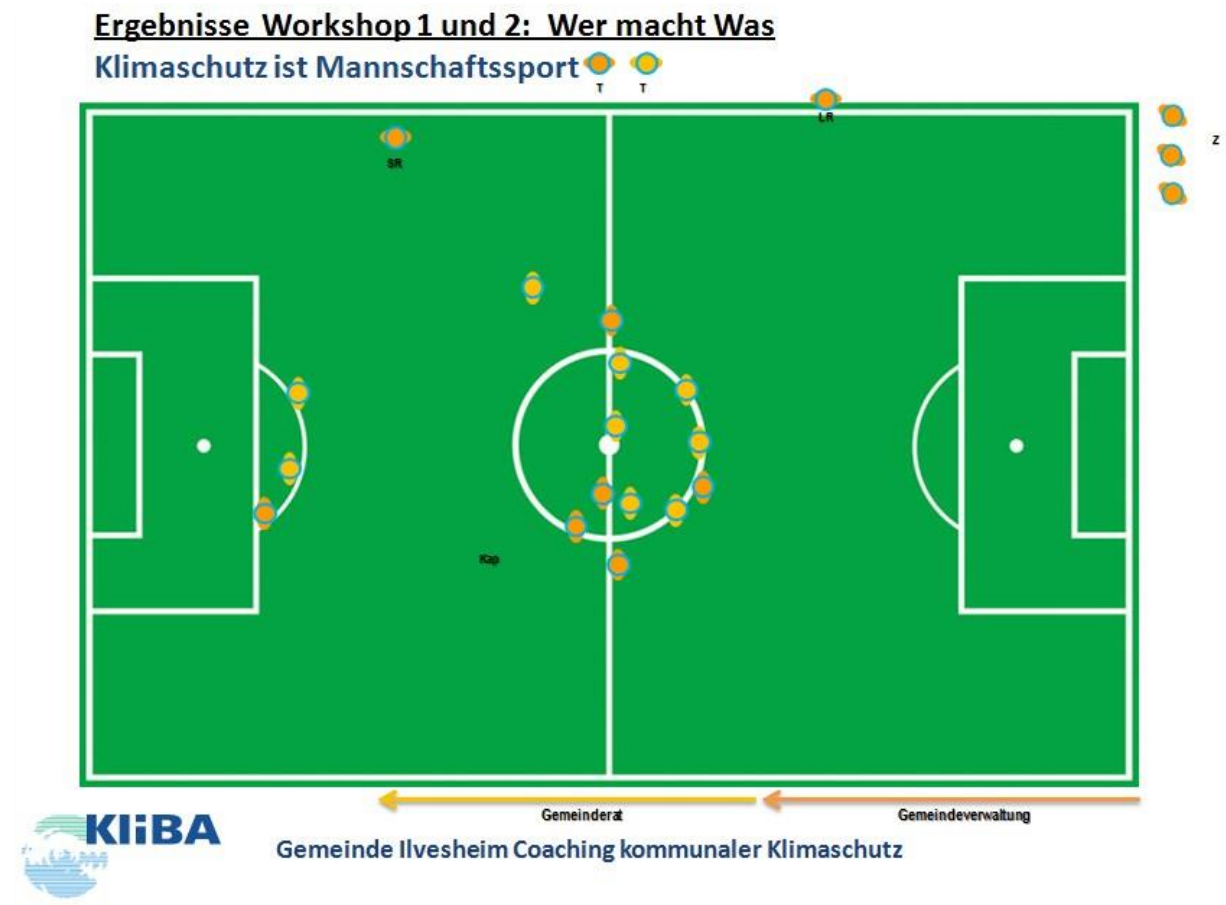 Ergebnisse Workshop 1 und 2: Wer macht Was
Klimaschutz ist Mannschaftssport
T T
LR
SR
Z
Kap
Gemeinderat
Gemeindeverwaltung
KliBA
Gemeinde Ilvesheim Coaching kommunaler Klimaschutz